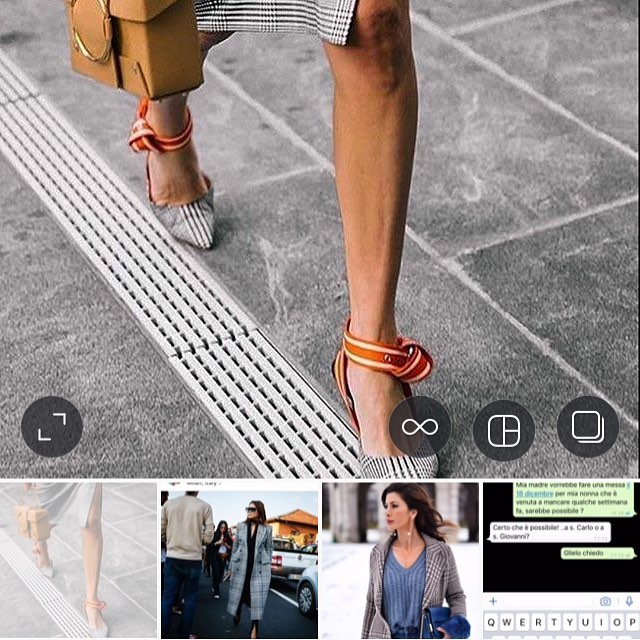 Milan, Italy
Mia madre vorrebbe fare una messa il
18 dicembre per mia nonna che è
venuta a mancare qualche settimana
fa, sarebbe possibile ?
Certo che è possibile! ..a s. Carlo o a
s. Giovanni?
Glielo chiedo
Q W E R T Y U I O P